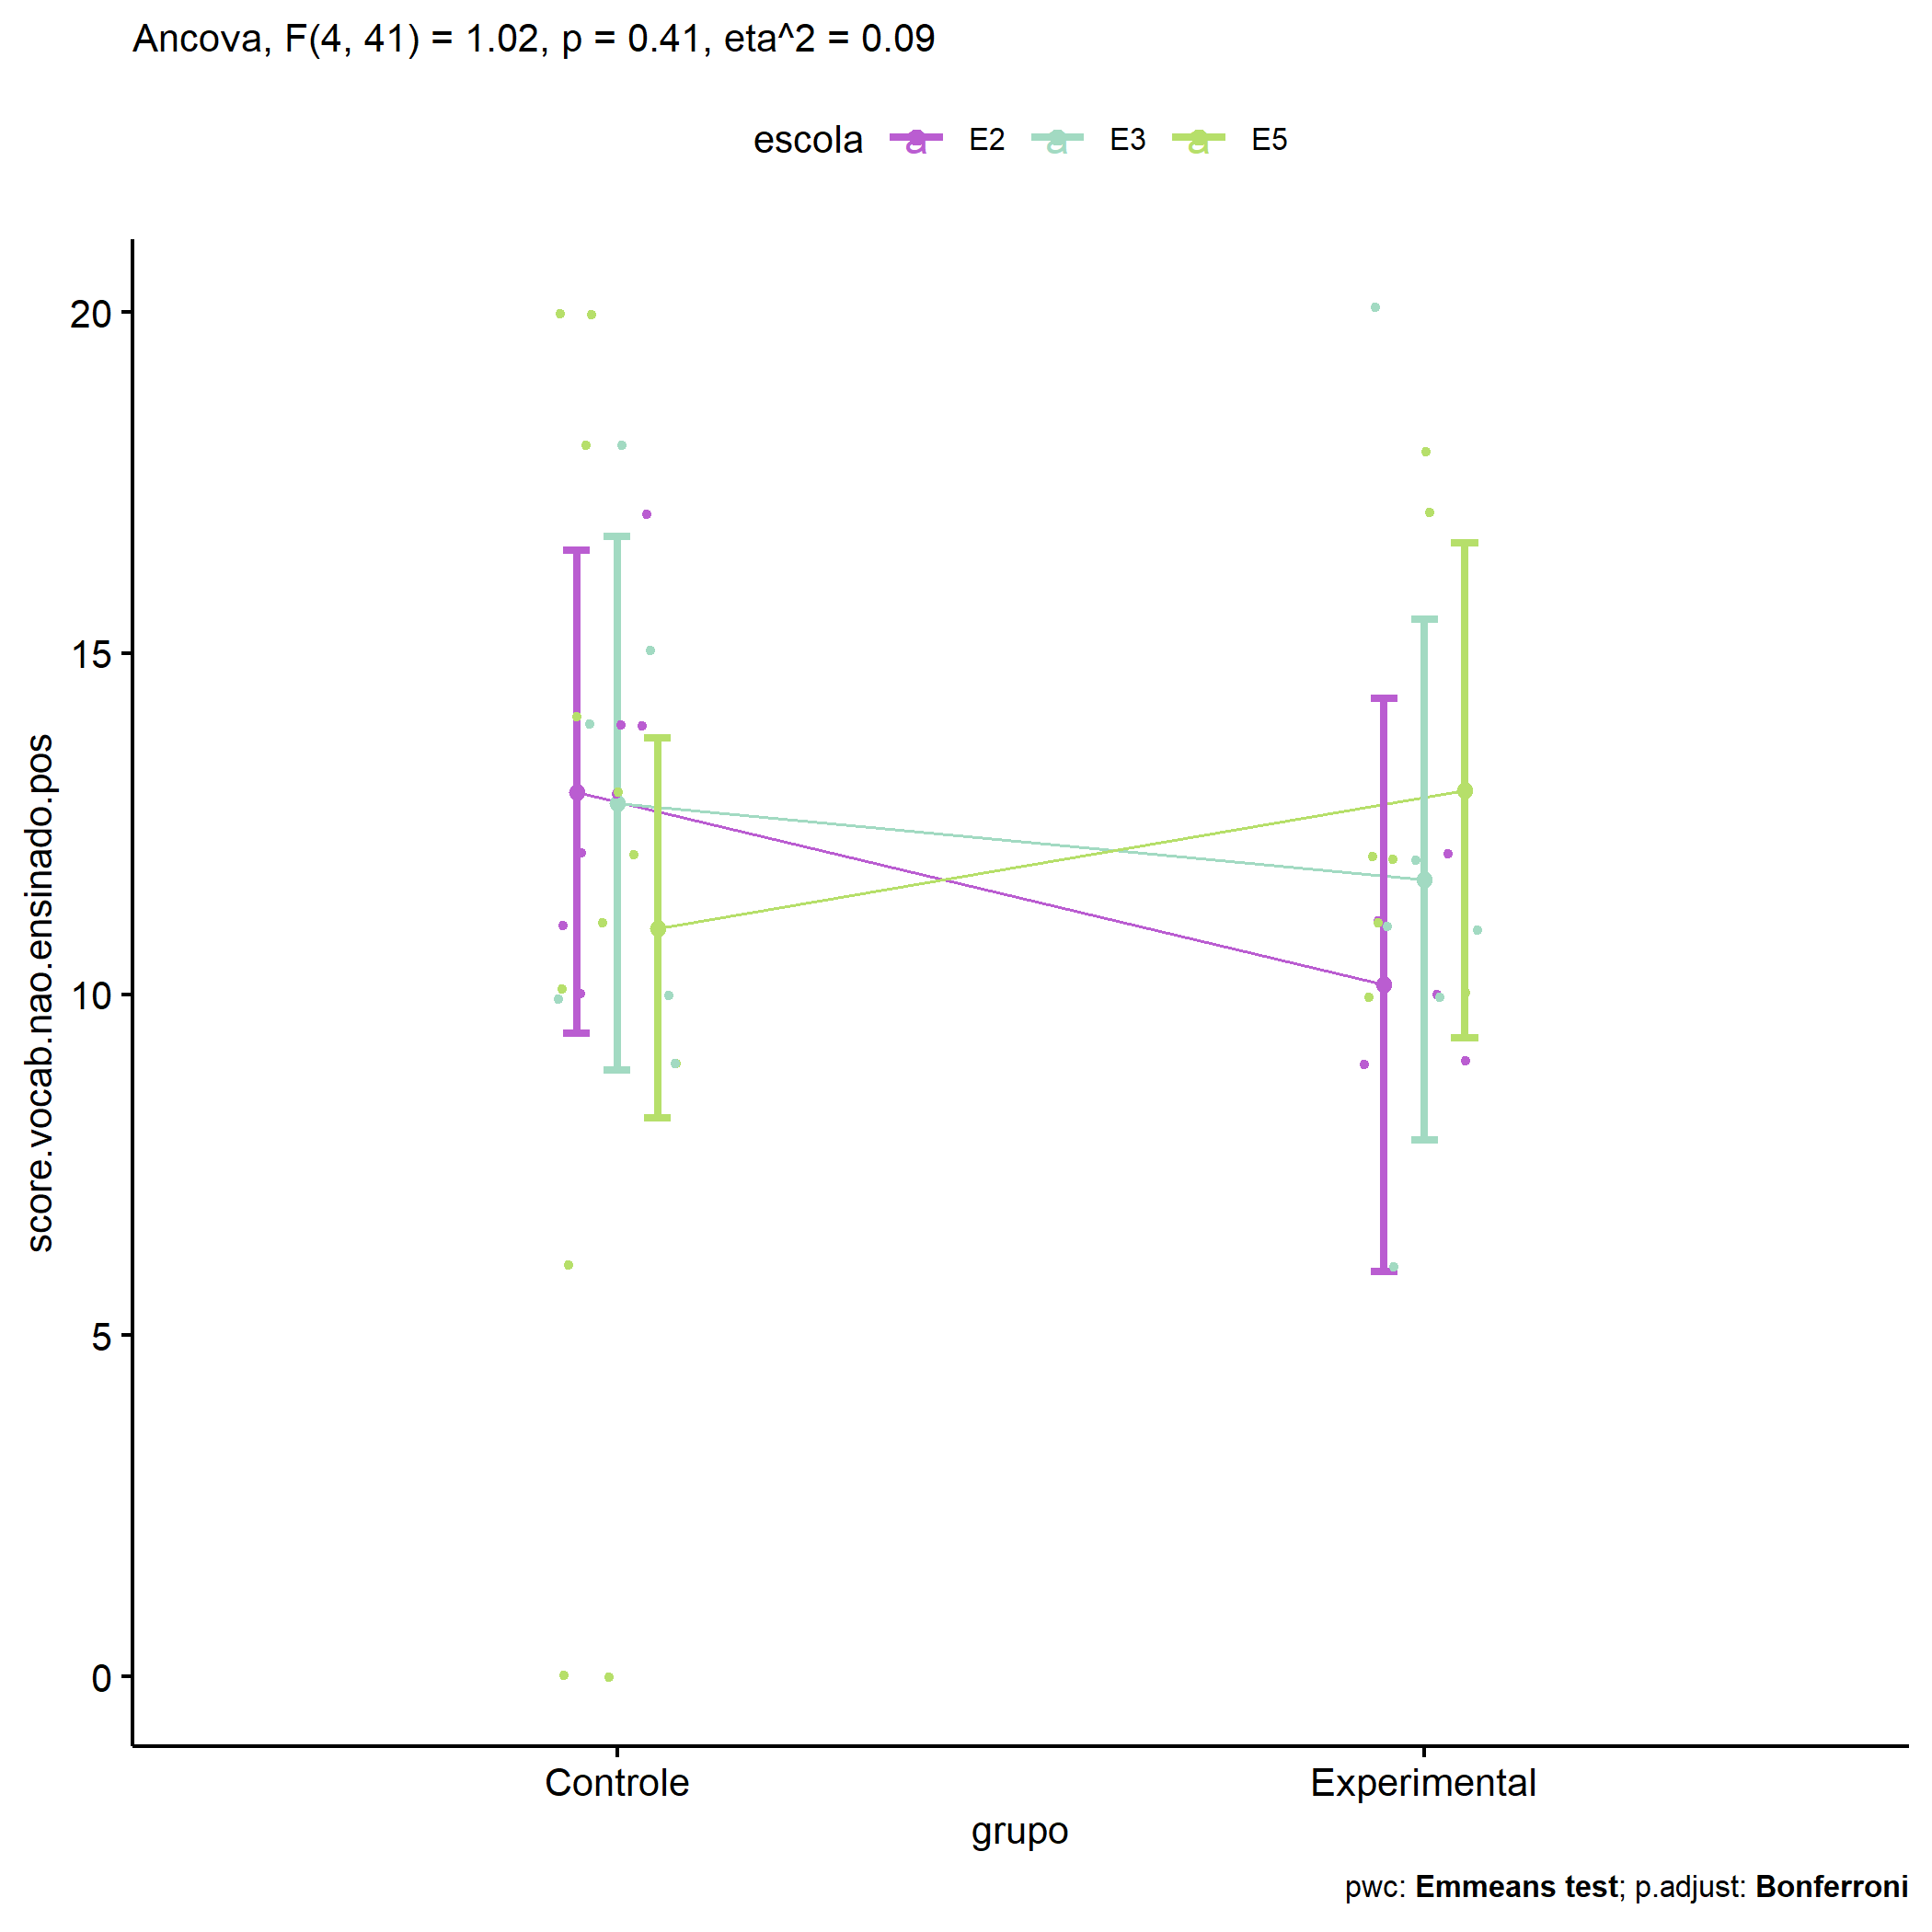 Ancova, F(4, 41) = 1.02, p = 0.41, eta^2 = 0.09
escola a E2 a E3 a E5
score.vocab.nao.ensinado.pos
20
15
10
5
0
Controle Experimental
grupo
pwc: Emmeans test; p.adjust: Bonferroni